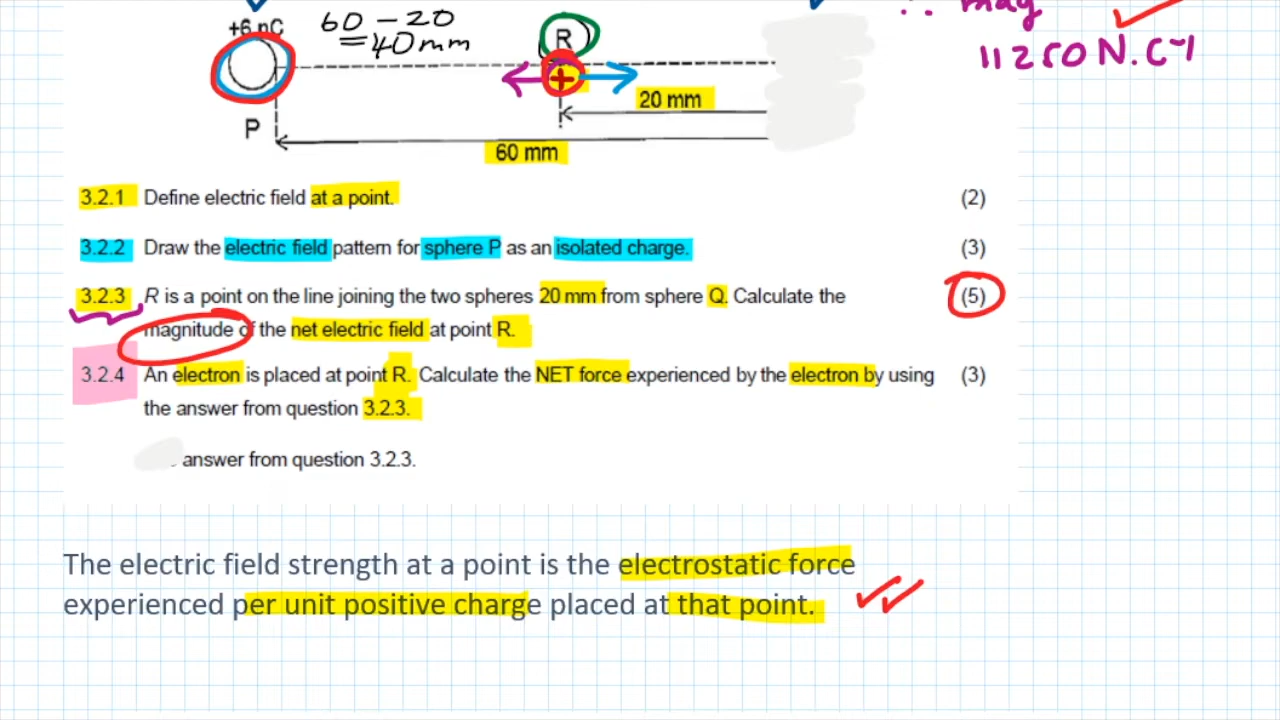 ∴ mag
11250 N.C-1
+6 nC
60 - 20
= 40 mm
R
+
20 mm
P
60 mm
3.2.1 Define electric field at a point. (2)
3.2.2 Draw the electric field pattern for sphere P as an isolated charge. (3)
3.2.3 R is a point on the line joining the two spheres 20 mm from sphere Q. Calculate the (5)
magnitude of the net electric field at point R.
3.2.4 An electron is placed at point R. Calculate the NET force experienced by the electron by using (3)
the answer from question 3.2.3.
answer from question 3.2.3.
The electric field strength at a point is the electrostatic force
experienced per unit positive charge placed at that point.